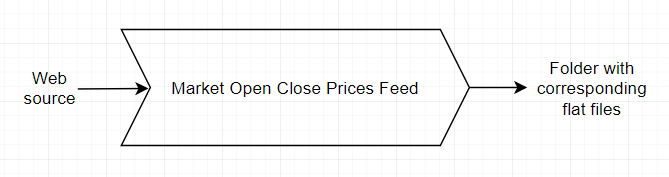 Web
source
Market Open Close Prices Feed
Folder with
corresponding
flat files